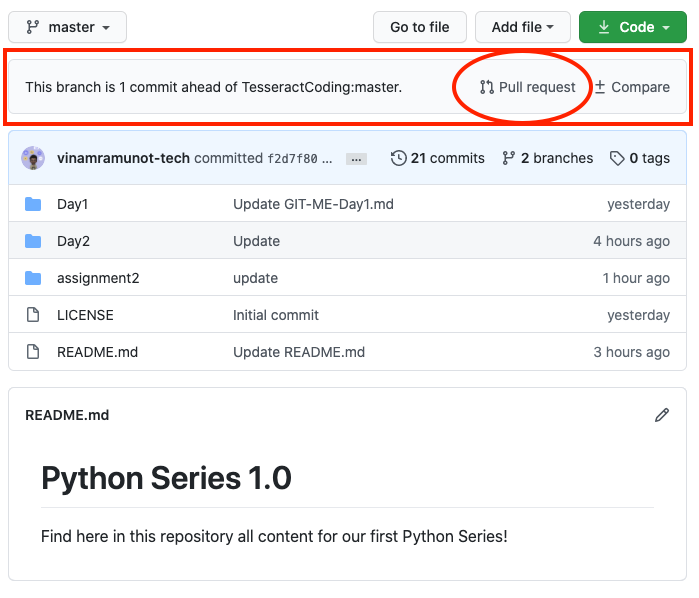 master Go to file Add file Code
This branch is 1 commit ahead of TesseractCoding:master. Pull request Compare
vinamramunot-tech committed f2d7f80 ... ... 21 commits 2 branches 0 tags
Day1 Update GIT-ME-Day1.md yesterday
Day2 Update 4 hours ago
assignment2 update 1 hour ago
LICENSE Initial commit yesterday
README.md Update README.md 3 hours ago
README.md
Python Series 1.0
Find here in this repository all content for our first Python Series!